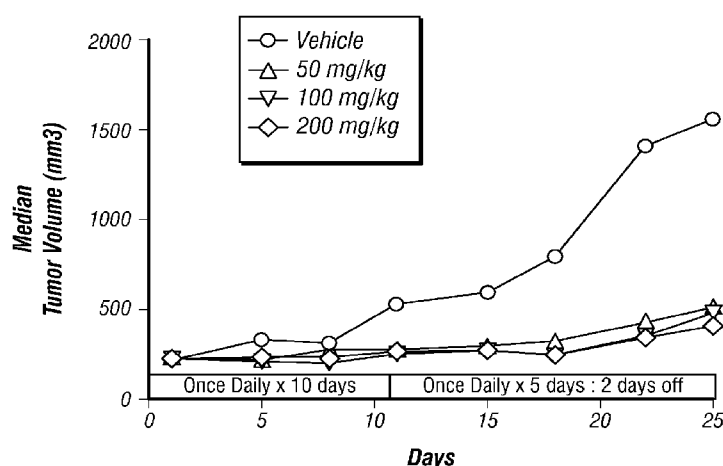 2000
1500
1000
500
0
Median
Tumor Volume (mm3)
Vehicle
50 mg/kg
100 mg/kg
200 mg/kg
Once Daily x 10 days
Once Daily x 5 days : 2 days off
0
5
10
15
20
25
Days